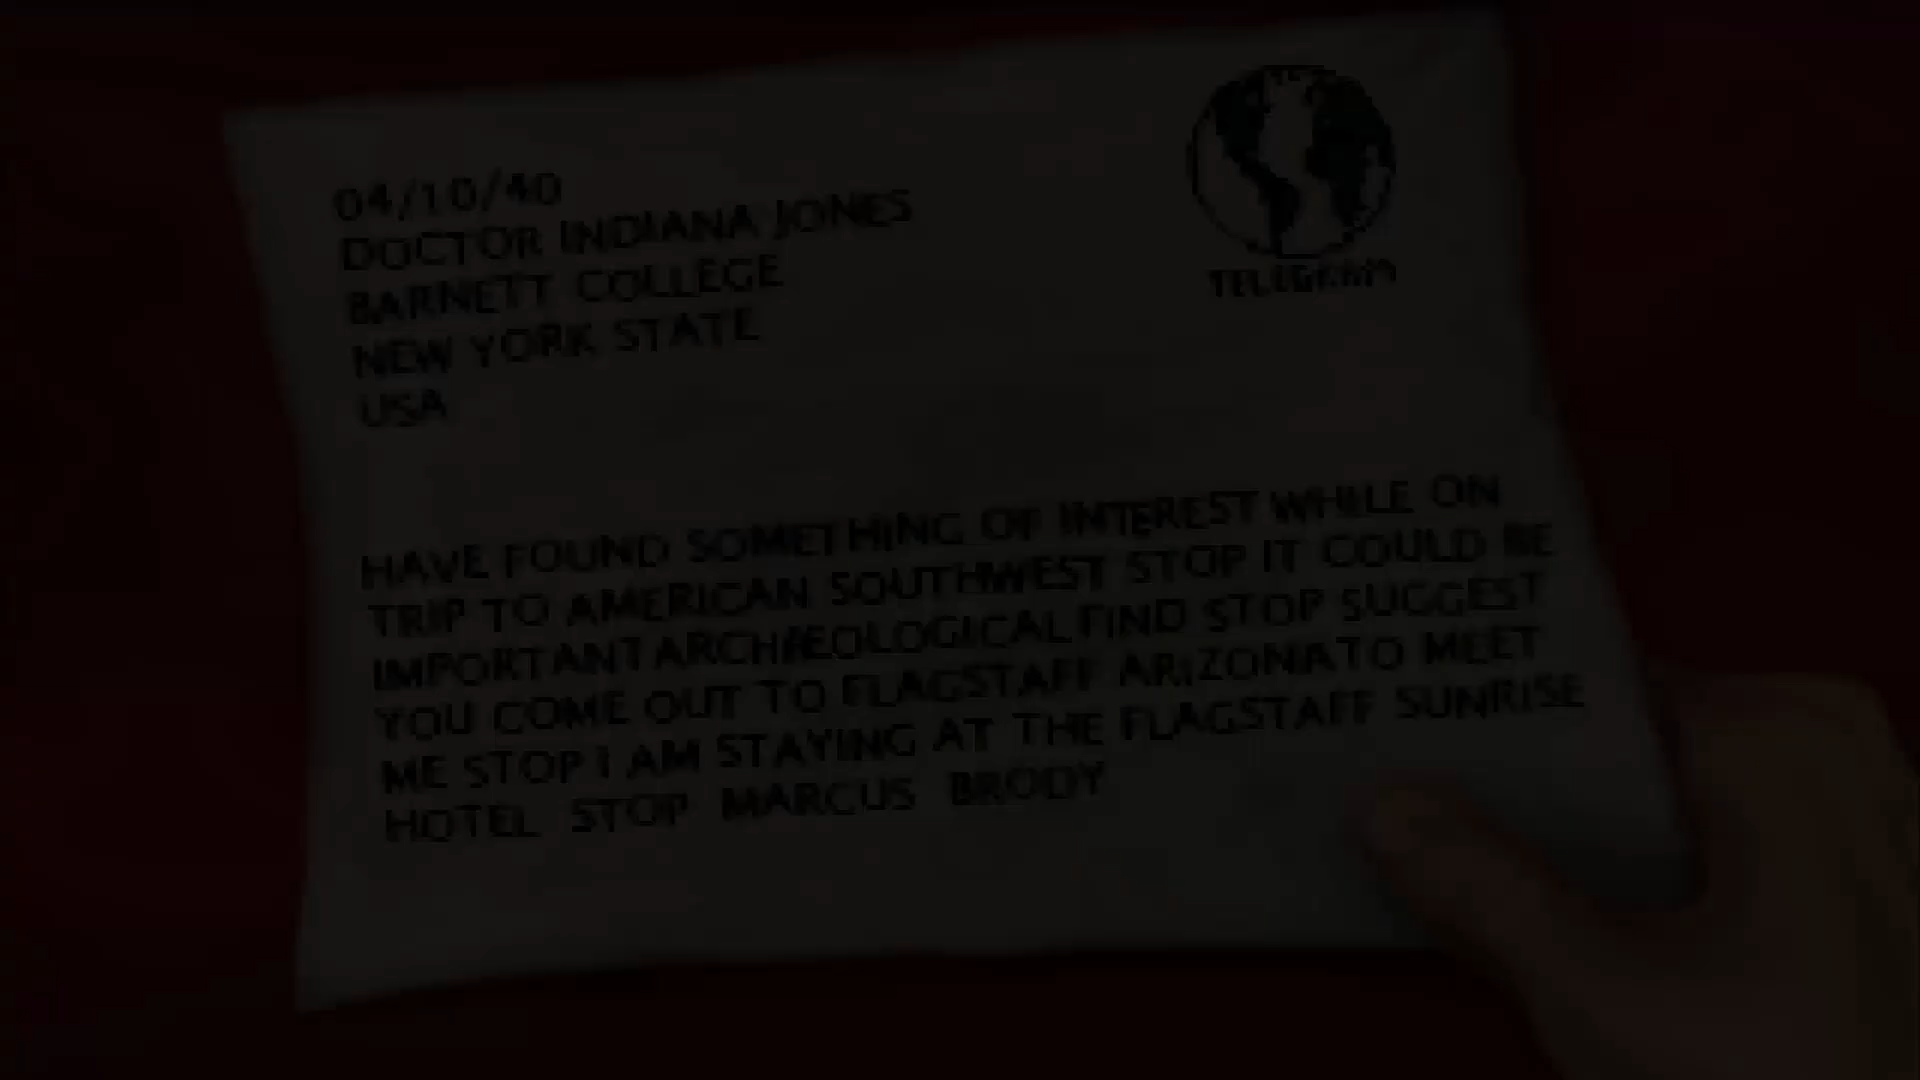 04/10/40
DOCTOR INDIANA JONES
BARNETT COLLEGE
NEW YORK STATE
USA
TELEGRAM
HAVE FOUND SOMETHING OF INTEREST WHILE ON
TRIP TO AMERICAN SOUTHWEST STOP IT COULD BE
IMPORTANT ARCHÆOLOGICAL FIND STOP SUGGEST
YOU COME OUT TO FLAGSTAFF ARIZONA TO MEET
ME STOP I AM STAYING AT THE FLAGSTAFF SUNRISE
HOTEL STOP MARCUS BRODY